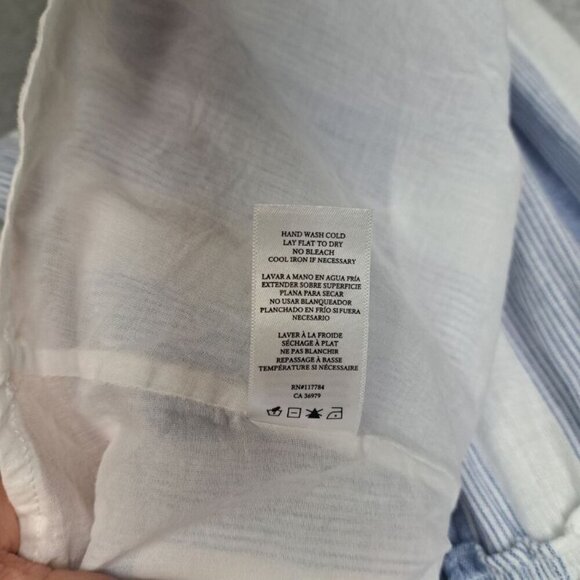 HAND WASH COLD
LAY FLAT TO DRY
NO BLEACH
COOL IRON IF NECESSARY
LAVAR A MANO EN AGUA FRÍA
EXTENDER SOBRE SUPERFICIE
PLANA PARA SECAR
NO USAR BLANQUEADOR
PLANCHADO EN FRÍO SI FUERA
NECESARIO
LAVER À LA FROIDE
SÉCHAGE À PLAT
NE PAS BLANCHIR
REPASSAGE À BASSE
TEMPÉRATURE SI NÉCESSAIRE
RN#117784
CA 36979